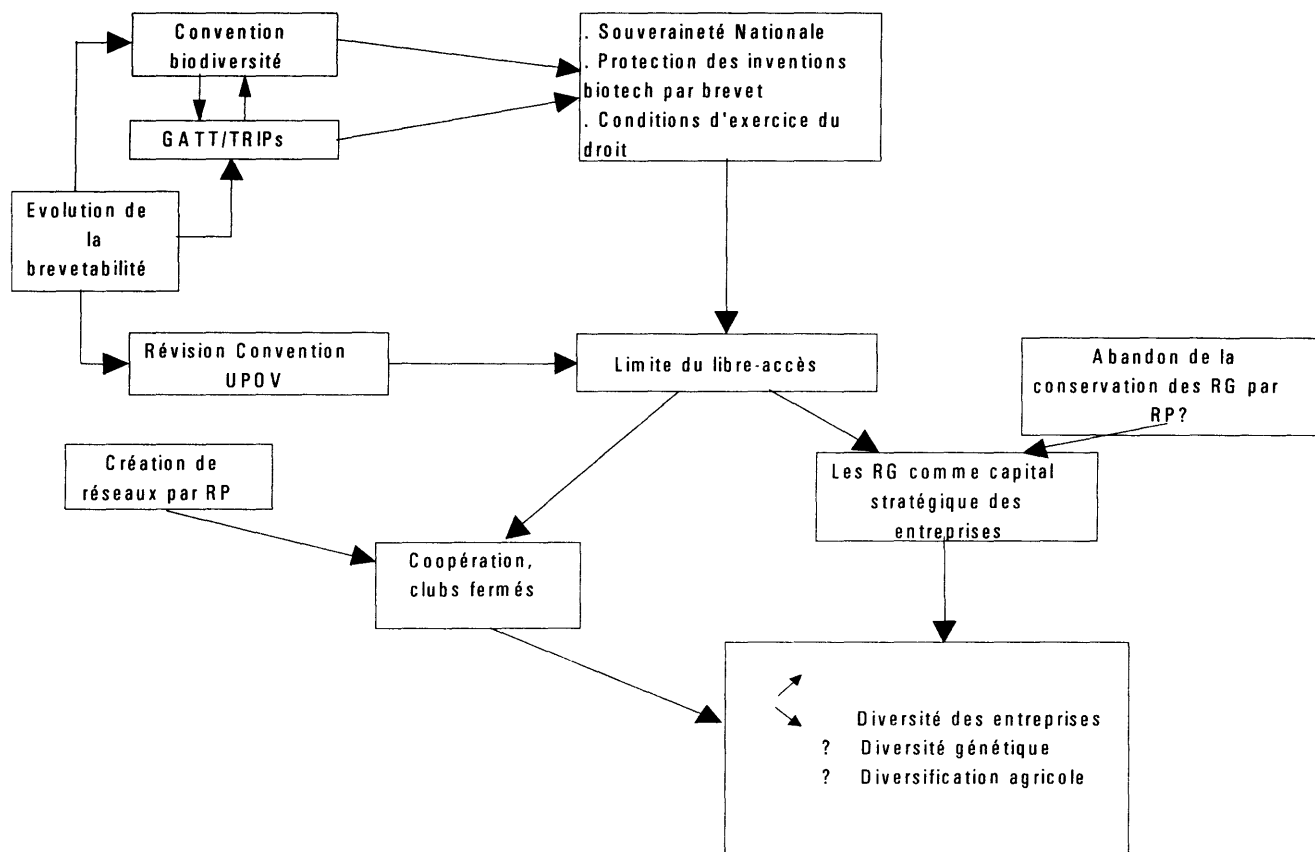 Convention
biodiversité
. Souveraineté Nationale
. Protection des inventions
biotech par brevet
. Conditions d'exercice du
droit
GATT/TRIPs
Evolution de
la
brevetabilité
Révision Convention
UPOV
Limite du libre-accès
Abandon de la
conservation des RG par
RP?
Création de
réseaux par RP
Les RG comme capital
stratégique des
entreprises
Coopération,
clubs fermés
Diversité des entreprises
? Diversité génétique
? Diversification agricole